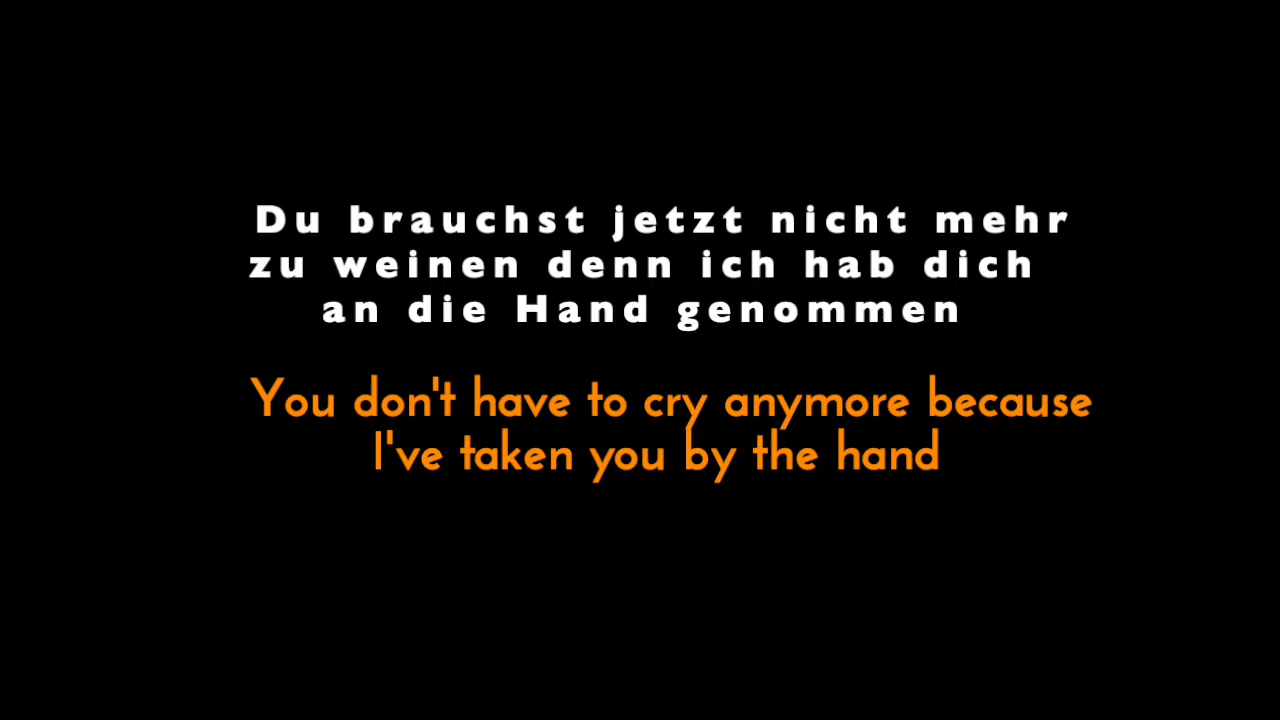 Du brauchst jetzt nicht mehr
zu weinen denn ich hab dich
an die Hand genommen
You don't have to cry anymore because
I've taken you by the hand